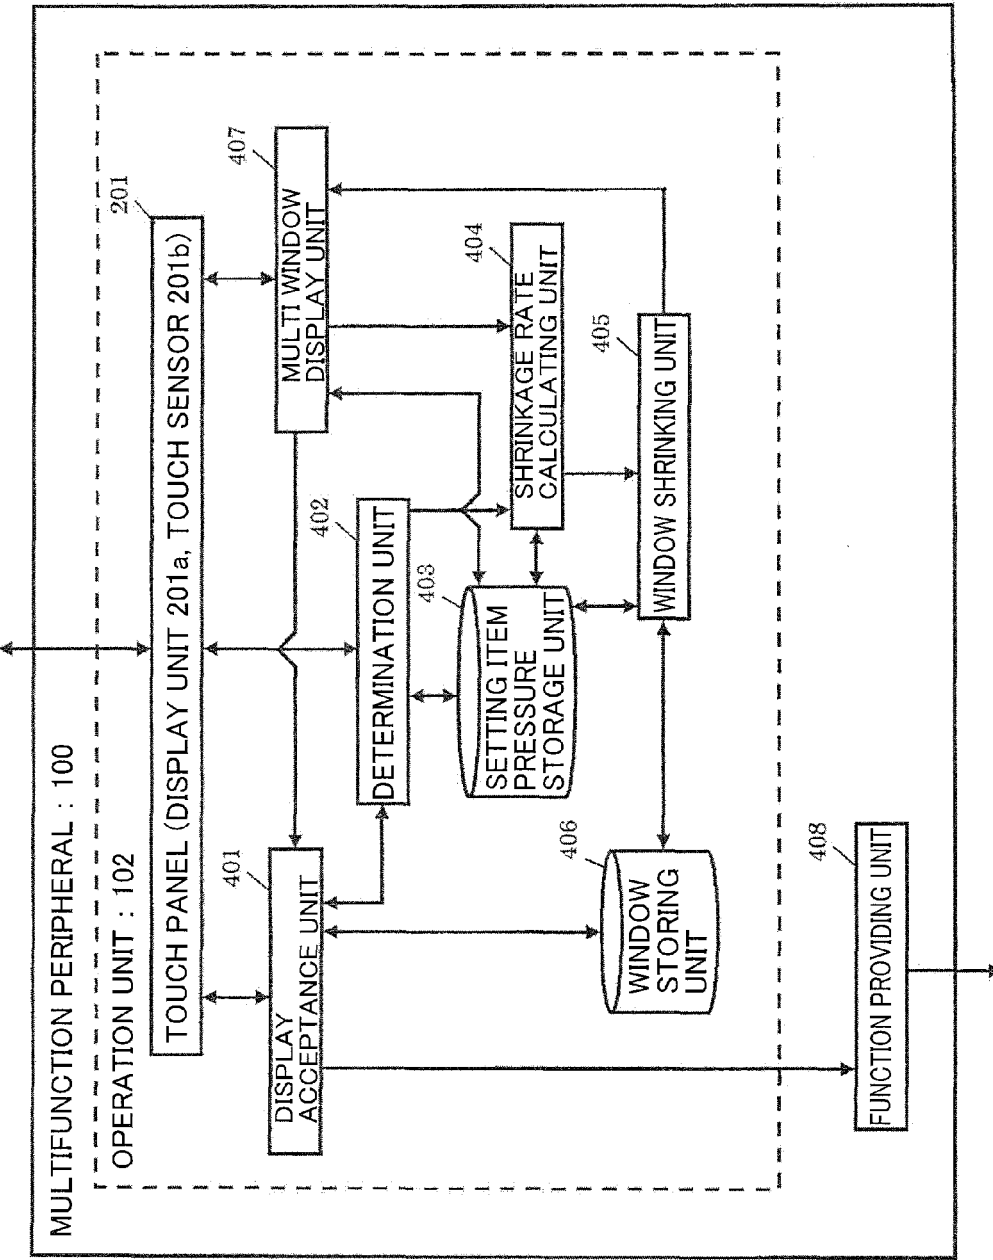 MULTIFUNCTION PERIPHERAL : 100
OPERATION UNIT : 102
201
TOUCH PANEL (DISPLAY UNIT 201a, TOUCH SENSOR 201b)
401
DISPLAY
ACCEPTANCE UNIT
407
MULTI WINDOW
DISPLAY UNIT
402
DETERMINATION UNIT
403
SETTING ITEM
PRESSURE
STORAGE UNIT
404
SHRINKAGE RATE
CALCULATING UNIT
406
WINDOW
STORING
UNIT
405
WINDOW SHRINKING UNIT
408
FUNCTION PROVIDING UNIT